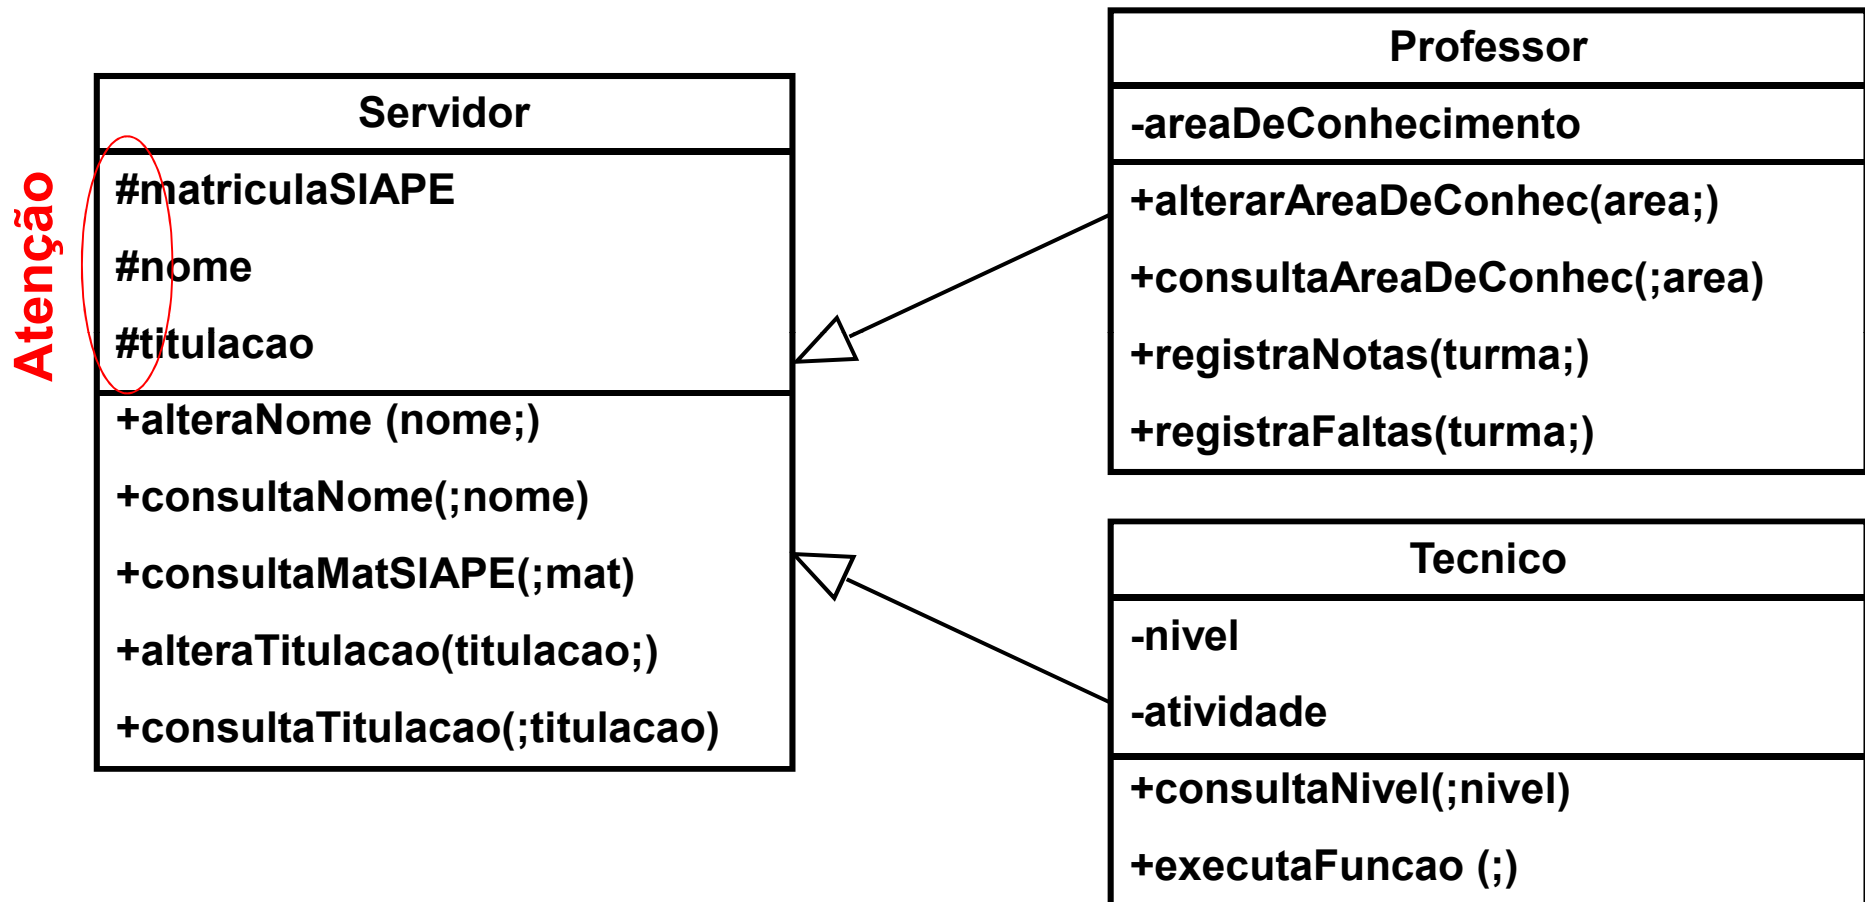 Atenção
Servidor
#matriculaSIAPE
#nome
#titulacao
+alteraNome (nome;)
+consultaNome(;nome)
+consultaMatSIAPE(;mat)
+alteraTitulacao(titulacao;)
+consultaTitulacao(;titulacao)
Professor
-areaDeConhecimento
+alterarAreaDeConhec(area;)
+consultaAreaDeConhec(;area)
+registraNotas(turma;)
+registraFaltas(turma;)
Tecnico
-nivel
-atividade
+consultaNivel(;nivel)
+executaFuncao (;)